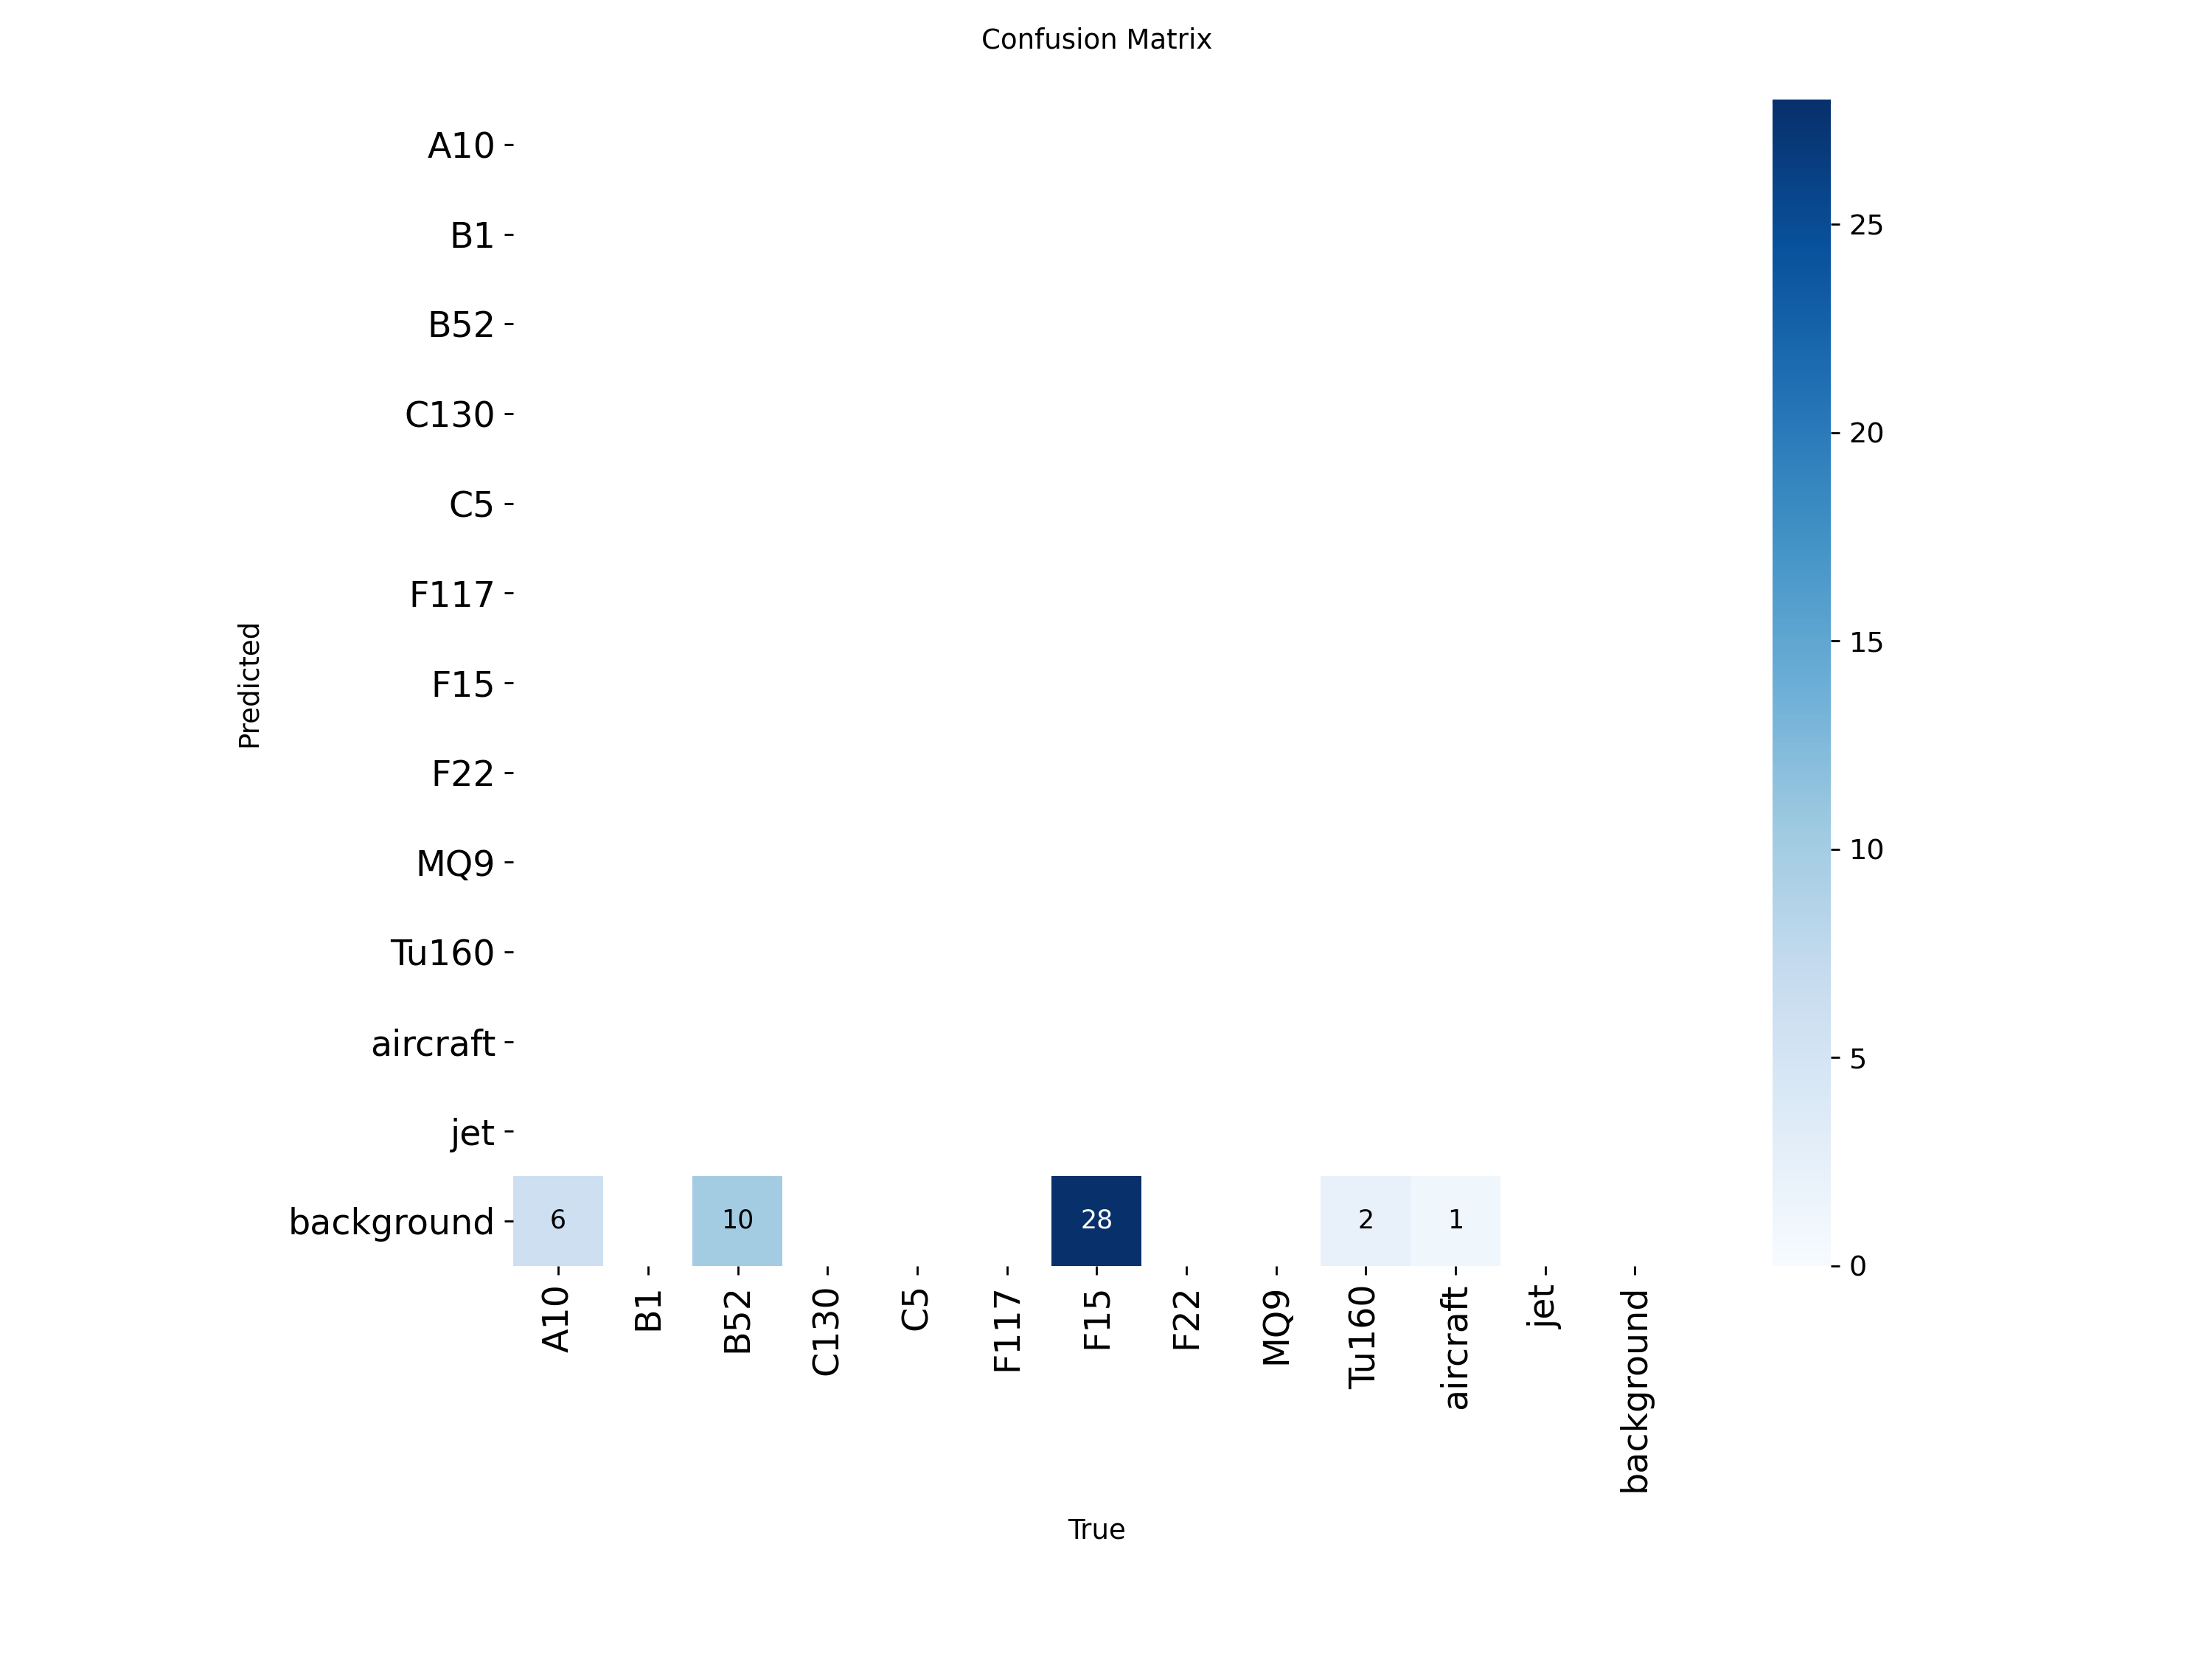 Confusion Matrix
A10
B1
B52
C130
C5
F117
F15
F22
MQ9
Tu160
aircraft
jet
background
Predicted
6 10 28 2 1
A10 B1 B52 C130 C5 F117 F15 F22 MQ9 Tu160 aircraft jet background
True
25
20
15
10
5
0